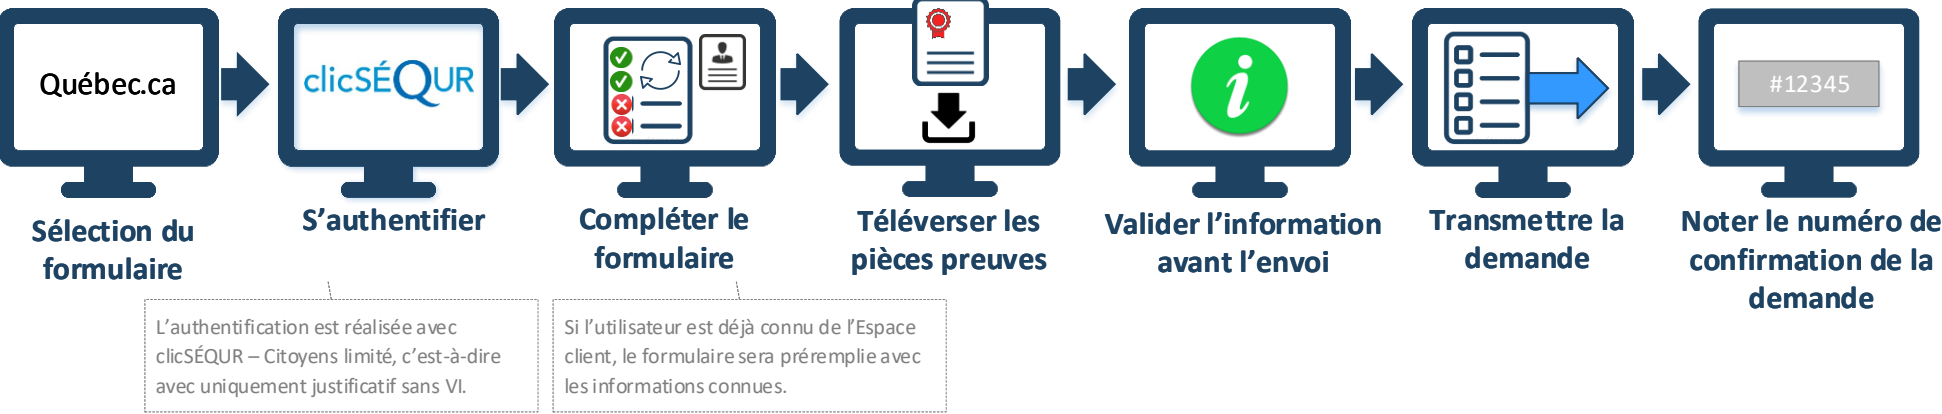 Québec.ca
clicSÉQUR
#12345
Sélection du
formulaire
S’authentifier
Compléter le
formulaire
Téléverser les
pièces preuves
Valider l’information
avant l’envoi
Transmettre la
demande
Noter le numéro de
confirmation de la
demande
L’authentification est réalisée avec
clicSÉQUR – Citoyens limité, c’est-à-dire
avec uniquement justificatif sans VI.
Si l’utilisateur est déjà connu de l’Espace
client, le formulaire sera préremplie avec
les informations connues.